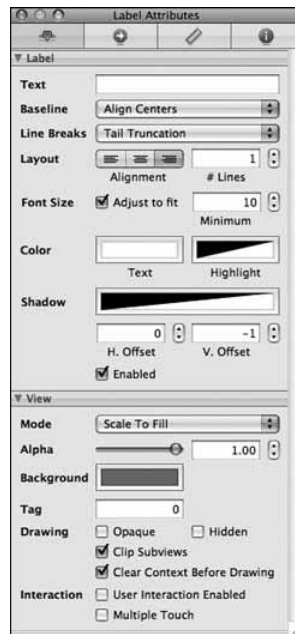 Label Attributes
Label
Text
Baseline Align Centers
Line Breaks Tail Truncation
Layout 1
Alignment # Lines
Font Size Adjust to fit 10
Minimum
Color
Text Highlight
Shadow
0 -1
H. Offset V. Offset
Enabled
View
Mode Scale To Fill
Alpha 1.00
Background
Tag 0
Drawing Opaque Hidden
Clip Subviews
Clear Context Before Drawing
Interaction User Interaction Enabled
Multiple Touch